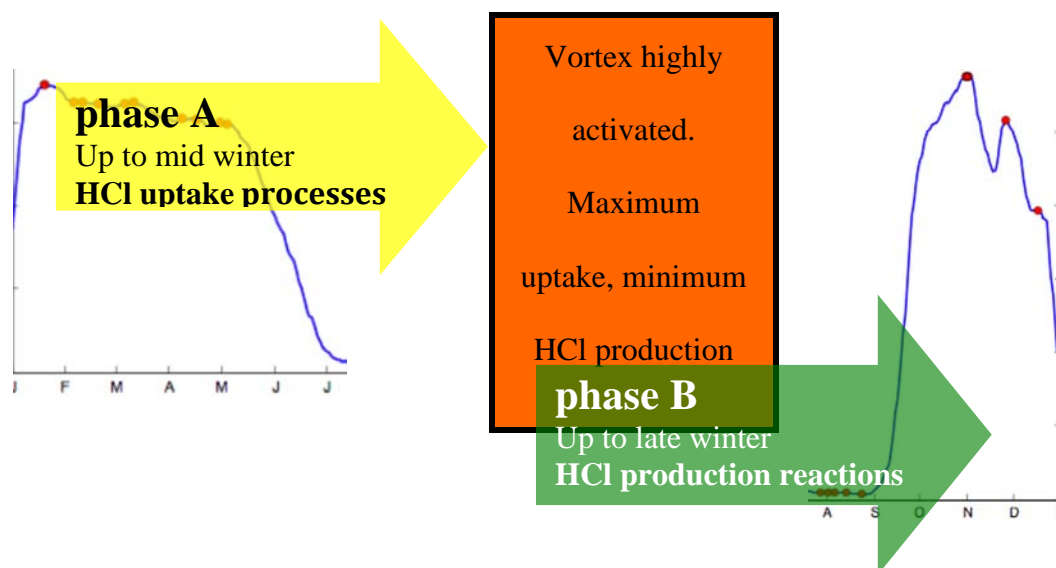 phase A
Up to mid winter
HCl uptake processes
J F M A M J J
Vortex highly
activated.
Maximum
uptake, minimum
HCl production
phase B
Up to late winter
HCl production reactions
A S O N D